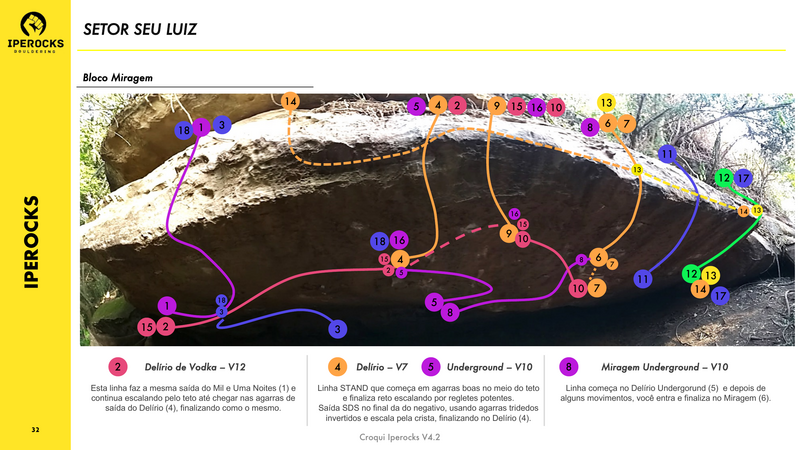 SETOR SEU LUIZ
IPEROCKS
BOULDERING
Bloco Miragem
14
5 4 2
9 15 16 10
13
8 6 7
18 1 3
11
12 17
13
14 13
16
15
9 10
18 16
15 4
2 5
8 6 7
10 7
11
12 13
14 17
1
15 2
18
3
3
5
8
IPEROCKS
2 Delírio de Vodka – V12
Esta linha faz a mesma saída do Mil e Uma Noites (1) e
continua escalando pelo teto até chegar nas agarras de
saída do Delírio (4), finalizando como o mesmo.
4 Delírio – V7 5 Underground – V10
Linha STAND que começa em agarras boas no meio do teto
e finaliza reto escalando por regletes potentes.
Saída SDS no final da do negativo, usando agarras tridedos
invertidos e escala pela crista, finalizando no Delírio (4).
8 Miragem Underground – V10
Linha começa no Delírio Undergorund (5) e depois de
alguns movimentos, você entra e finaliza no Miragem (6).
32
Croqui Iperocks V4.2